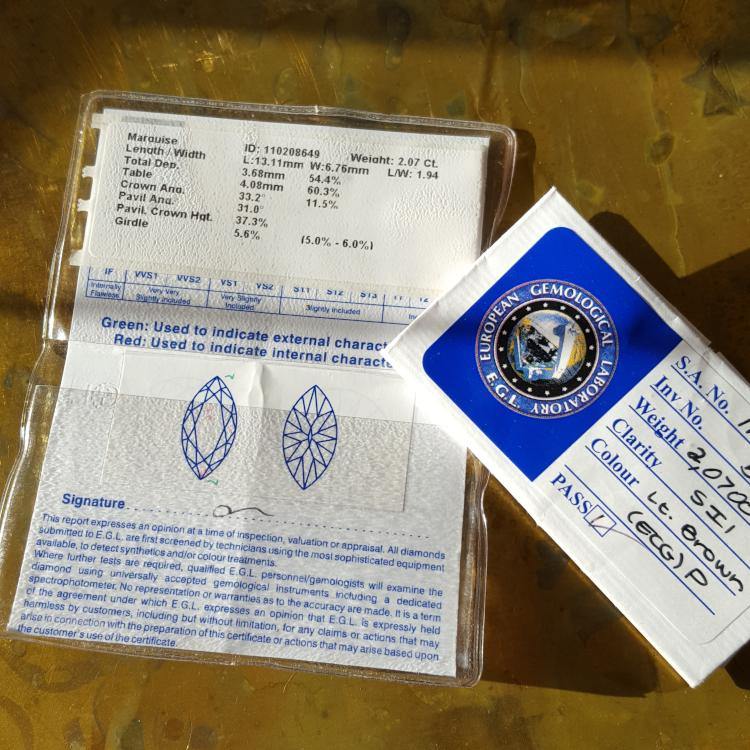 Marquise ID: 110208649 Weight: 2.07 Ct.
Length / Width L:13.11mm W:6.76mm L/W: 1.94
Total Dep. 3.68mm 54.4%
Table 4.08mm 60.3%
Crown Ang. 33.2° 11.5%
Pavil Ang. 31.0°
Pavil. Crown Hgt. 37.3%
Girdle 5.6% (5.0% - 6.0%)
IF VVS1 VVS2 VS1 VS2 SI1 SI2 SI3 I1 I2
Internally Flawless Very Very Slightly Included Very Slightly Included Slightly Included
Green: Used to indicate external
Red: Used to indicate internal
Signature
This report expresses an opinion at a time of inspection, valuation or appraisal. All diamonds
submitted to E.G.L. are first screened by technicians using the most sophisticated equipment
available, to detect synthetics and/or colour treatments.
Where further tests are required, qualified E.G.L. personnel/gemologists will examine the
diamond using universally accepted gemological instruments including a dedicated
spectrophotometer. No representation or warranties as to the accuracy are made. It is a term
of the agreement under which E.G.L. expresses an opinion that E.G.L. is expressly held
harmless by customers, including but without limitation, for any claims or actions that may
arise in connection with the preparation of this certificate or actions that may arise based upon
the customer's use of the certificate.
EUROPEAN GEMOLOGICAL LABORATORY
E.G.L.
S.A. No.
Inv No.
Weight 2,070
Clarity SI1
Colour Lt. Brown
PASS (ECG) P